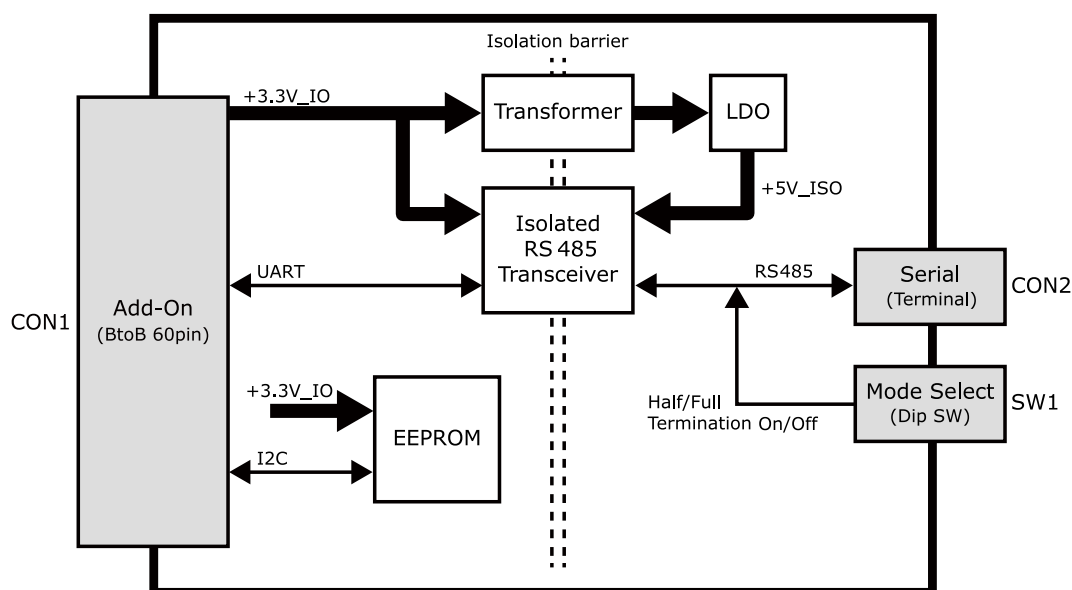 Isolation barrier
+3.3V_IO
Transformer
LDO
+5V_ISO
Isolated
RS 485
Transceiver
UART
RS485
Serial
(Terminal)
CON2
CON1
Add-On
(BtoB 60pin)
Mode Select
(Dip SW)
SW1
Half/Full
Termination On/Off
+3.3V_IO
EEPROM
I2C